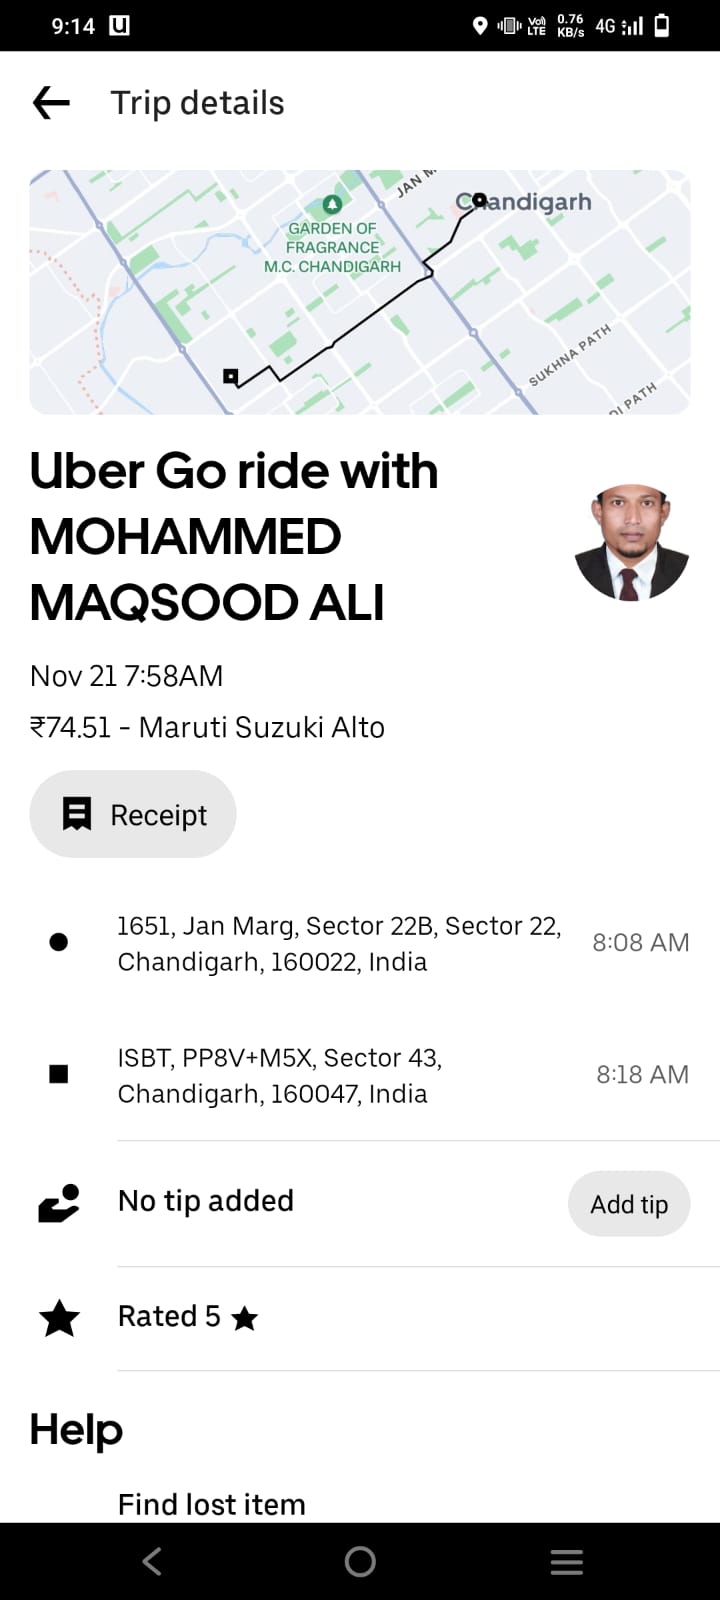 9:14 U Vo) LTE 0.76 KB/s 4G
Trip details
JAN M
Chandigarh
GARDEN OF
FRAGRANCE
M.C. CHANDIGARH
SUKHNA PATH
DI PATH
Uber Go ride with
MOHAMMED
MAQSOOD ALI
Nov 21 7:58AM
₹74.51 - Maruti Suzuki Alto
Receipt
1651, Jan Marg, Sector 22B, Sector 22,
Chandigarh, 160022, India
8:08 AM
ISBT, PP8V+M5X, Sector 43,
Chandigarh, 160047, India
8:18 AM
No tip added
Add tip
Rated 5 ★
Help
Find lost item